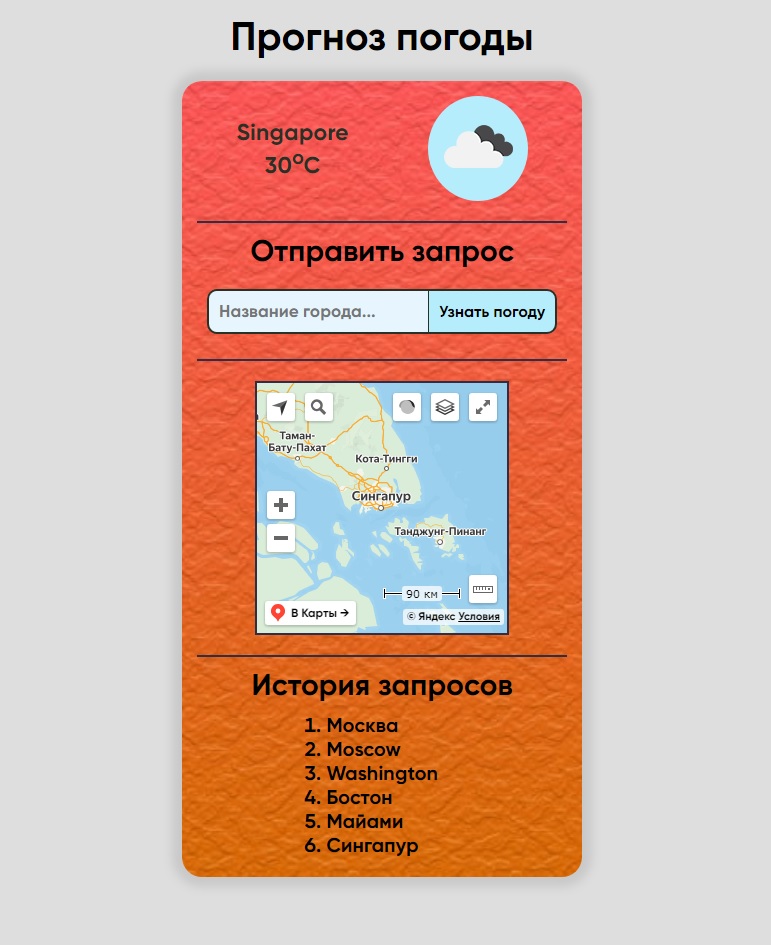 Прогноз погоды
Singapore
30°C
Отправить запрос
Название города...
Узнать погоду
Таман-
Бату-Пахат
Кота-Тингги
Сингапур
Танджунг-Пинанг
90 км
В Карты →
© Яндекс Условия
История запросов
1. Москва
2. Moscow
3. Washington
4. Бостон
5. Майами
6. Сингапур